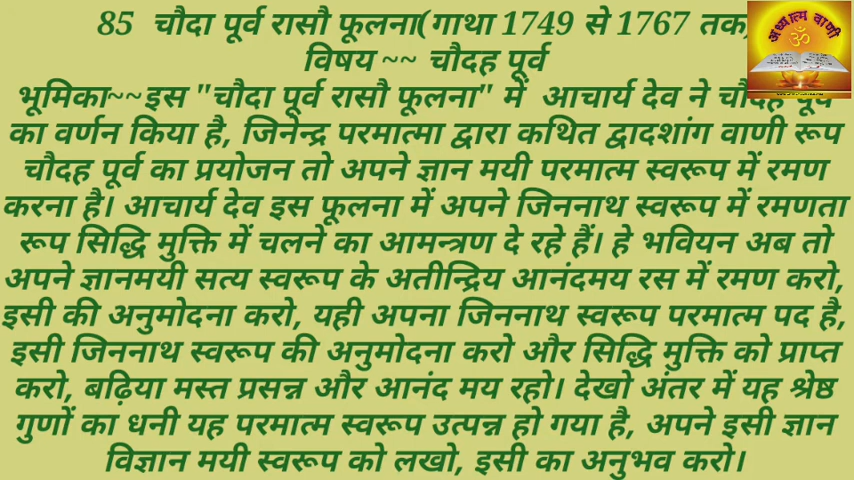 85 चौदा पूर्व रासौ फूलना(गाथा 1749 से 1767 तक)
विषय ~~ चौदह पूर्व
भूमिका~~इस "चौदा पूर्व रासौ फूलना" में आचार्य देव ने चौदह पूर्व
का वर्णन किया है, जिनेन्द्र परमात्मा द्वारा कथित द्वादशांग वाणी रूप
चौदह पूर्व का प्रयोजन तो अपने ज्ञान मयी परमात्म स्वरूप में रमण
करना है। आचार्य देव इस फूलना में अपने जिननाथ स्वरूप में रमणता
रूप सिद्धि मुक्ति में चलने का आमन्त्रण दे रहे हैं। हे भवियन अब तो
अपने ज्ञानमयी सत्य स्वरूप के अतीन्द्रिय आनंदमय रस में रमण करो,
इसी की अनुमोदना करो, यही अपना जिननाथ स्वरूप परमात्म पद है,
इसी जिननाथ स्वरूप की अनुमोदना करो और सिद्धि मुक्ति को प्राप्त
करो, बढ़िया मस्त प्रसन्न और आनंद मय रहो। देखो अंतर में यह श्रेष्ठ
गुणों का धनी यह परमात्म स्वरूप उत्पन्न हो गया है, अपने इसी ज्ञान
विज्ञान मयी स्वरूप को लखो, इसी का अनुभव करो।
अध्यात्म वाणी
ॐ